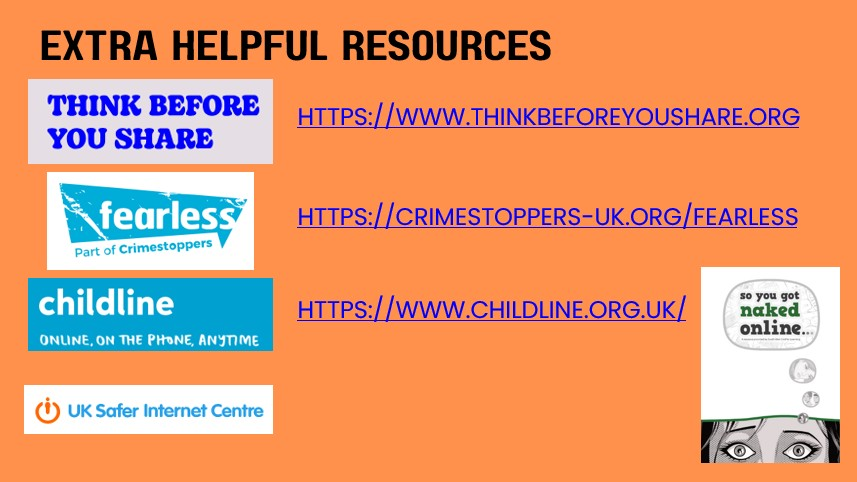 EXTRA HELPFUL RESOURCES
THINK BEFORE
YOU SHARE
HTTPS://WWW.THINKBEFOREYOUSHARE.ORG
fearless
Part of Crimestoppers
HTTPS://CRIMESTOPPERS-UK.ORG/FEARLESS
childline
ONLINE, ON THE PHONE, ANYTIME
HTTPS://WWW.CHILDLINE.ORG.UK/
so you got
naked
online...
UK Safer Internet Centre